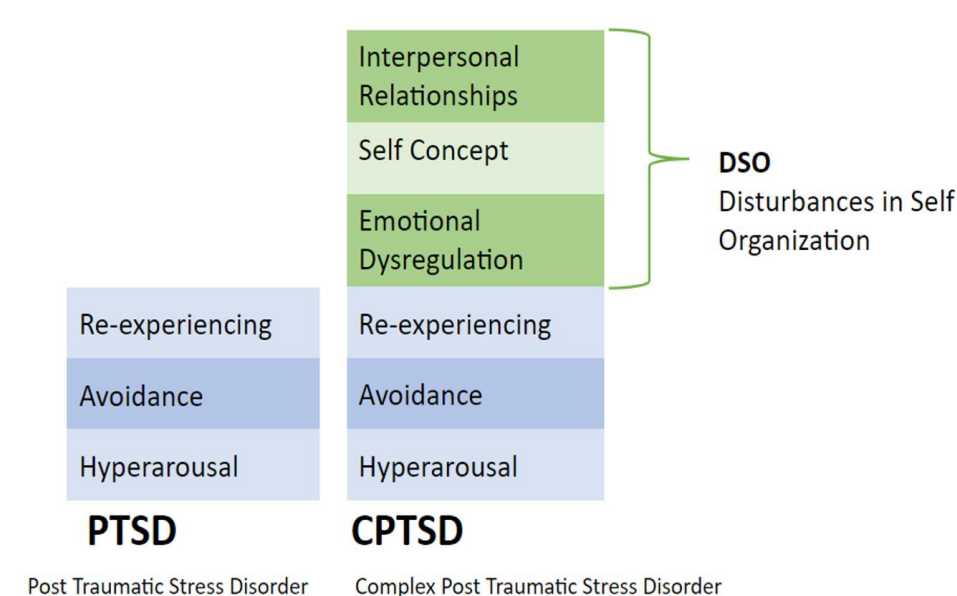 Interpersonal
Relationships
Self Concept
Emotional
Dysregulation
DSO
Disturbances in Self
Organization
Re-experiencing
Avoidance
Hyperarousal
Re-experiencing
Avoidance
Hyperarousal
PTSD
CPTSD
Post Traumatic Stress Disorder
Complex Post Traumatic Stress Disorder